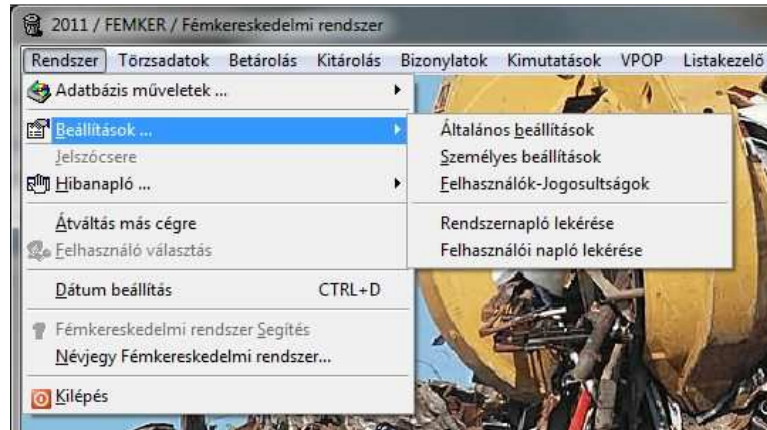 2011 / FEMKER / Fémkereskedelmi rendszer
Rendszer Törzsadatok Betárolás Kitárolás Bizonylatok Kimutatások VPOP Listakezelő
Adatbázis műveletek ...
Beállítások ...
Jelszócsere
Hibanapló ...
Átváltás más cégre
Felhasználó választás
Dátum beállítás CTRL+D
Fémkereskedelmi rendszer Segítés
Névjegy Fémkereskedelmi rendszer...
Kilépés
Általános beállítások
Személyes beállítások
Felhasználók-Jogosultságok
Rendszernapló lekérése
Felhasználói napló lekérése